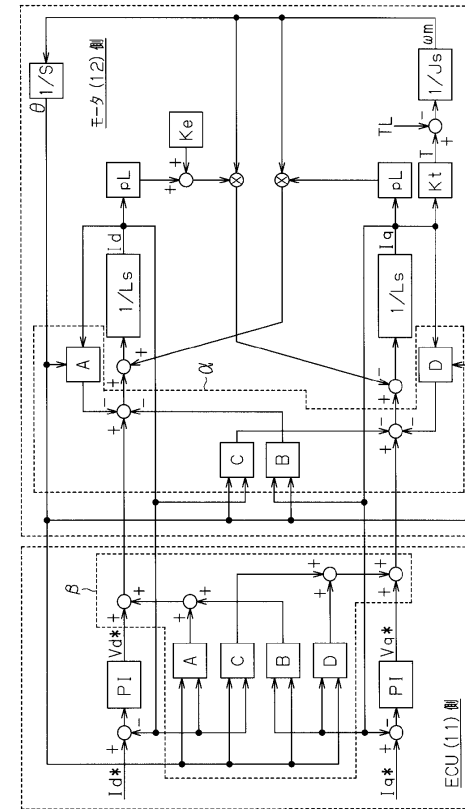 θ
1/S
モータ(12)側
Ke
pL
Id
1/Ls
A
α
C
B
ωm
1/Js
TL
T
Kt
pL
Iq
1/Ls
D
β
Vd*
PI
Id*
A
C
B
D
Vq*
PI
Iq*
ECU(11)側
+
+
+
+
+
-
-
-
+
+
-
+
-
-
+
+
+
+
+
+
+
+
+
+
-
+
-